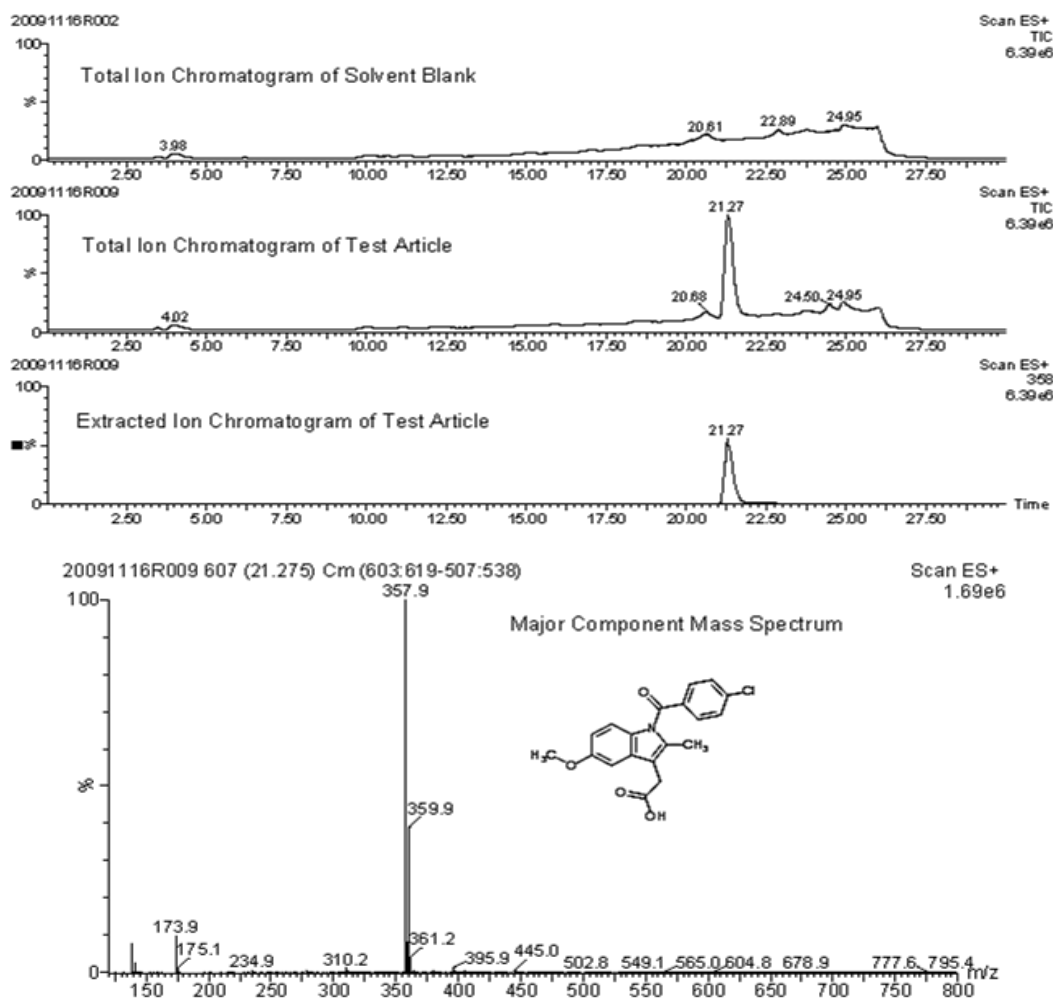 20091116R002
Scan ES+
TIC
6.39e6
100
%
0
Total Ion Chromatogram of Solvent Blank
3.98
20.61
22.89
24.95
2.50 5.00 7.50 10.00 12.50 15.00 17.50 20.00 22.50 25.00 27.50
20091116R009
Scan ES+
TIC
6.39e6
100
%
0
Total Ion Chromatogram of Test Article
4.02
20.68
21.27
24.50
24.95
2.50 5.00 7.50 10.00 12.50 15.00 17.50 20.00 22.50 25.00 27.50
20091116R009
Scan ES+
358
6.39e6
100
%
0
Extracted Ion Chromatogram of Test Article
21.27
Time
2.50 5.00 7.50 10.00 12.50 15.00 17.50 20.00 22.50 25.00 27.50
20091116R009 607 (21.275) Cm (603:619-507:538)
Scan ES+
1.69e6
357.9
100
Major Component Mass Spectrum
O
Cl
N
CH3
H3C
O
O
OH
%
359.9
173.9
175.1
234.9
310.2
361.2
395.9
445.0
502.8
549.1
565.0
604.8
678.9
777.6
795.4
0
m/z
150 200 250 300 350 400 450 500 550 600 650 700 750 800